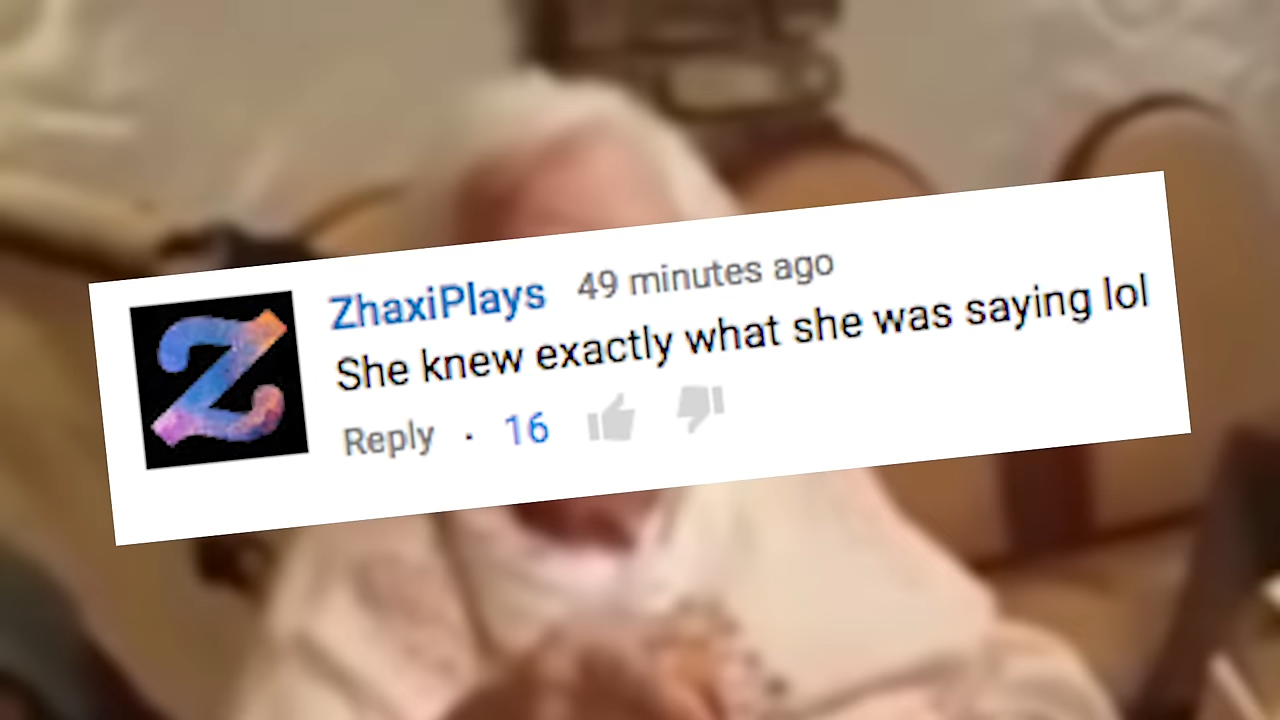 ZhaxiPlays 49 minutes ago
She knew exactly what she was saying lol
Reply · 16